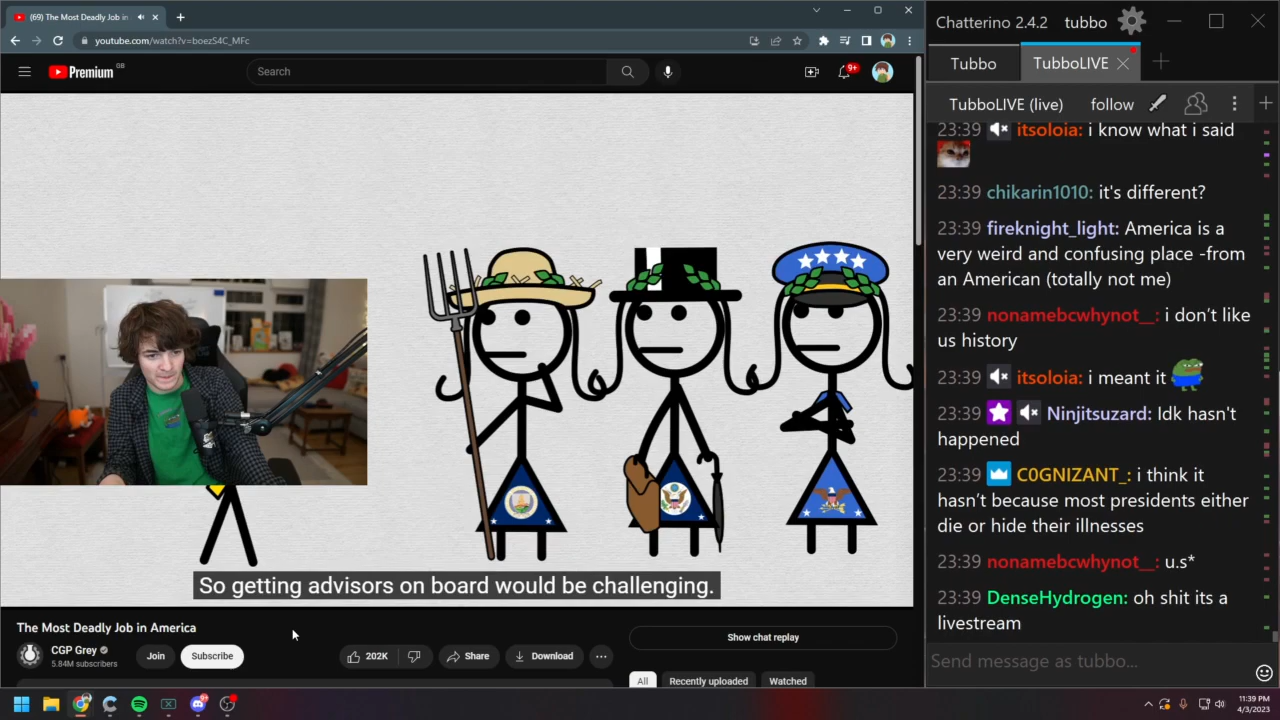 (69) The Most Deadly Job in
youtube.com/watch?v=boezS4C_MFc
Premium GB
Search
9+
So getting advisors on board would be challenging.
The Most Deadly Job in America
CGP Grey
5.84M subscribers
Join
Subscribe
202K
Share
Download
Show chat replay
All
Recently uploaded
Watched
Chatterino 2.4.2
tubbo
Tubbo
TubboLIVE
TubboLIVE (live)
follow
23:39 itsoloia: i know what i said
23:39 chikarin1010: it's different?
23:39 fireknight_light: America is a
very weird and confusing place -from
an American (totally not me)
23:39 nonamebcwhynot__: i don't like
us history
23:39 itsoloia: i meant it
23:39 Ninjitsuzard: Idk hasn't
happened
23:39 C0GNIZANT_: i think it
hasn't because most presidents either
die or hide their illnesses
23:39 nonamebcwhynot__: u.s*
23:39 DenseHydrogen: oh shit its a
livestream
Send message as tubbo...
11:39 PM
4/3/2023